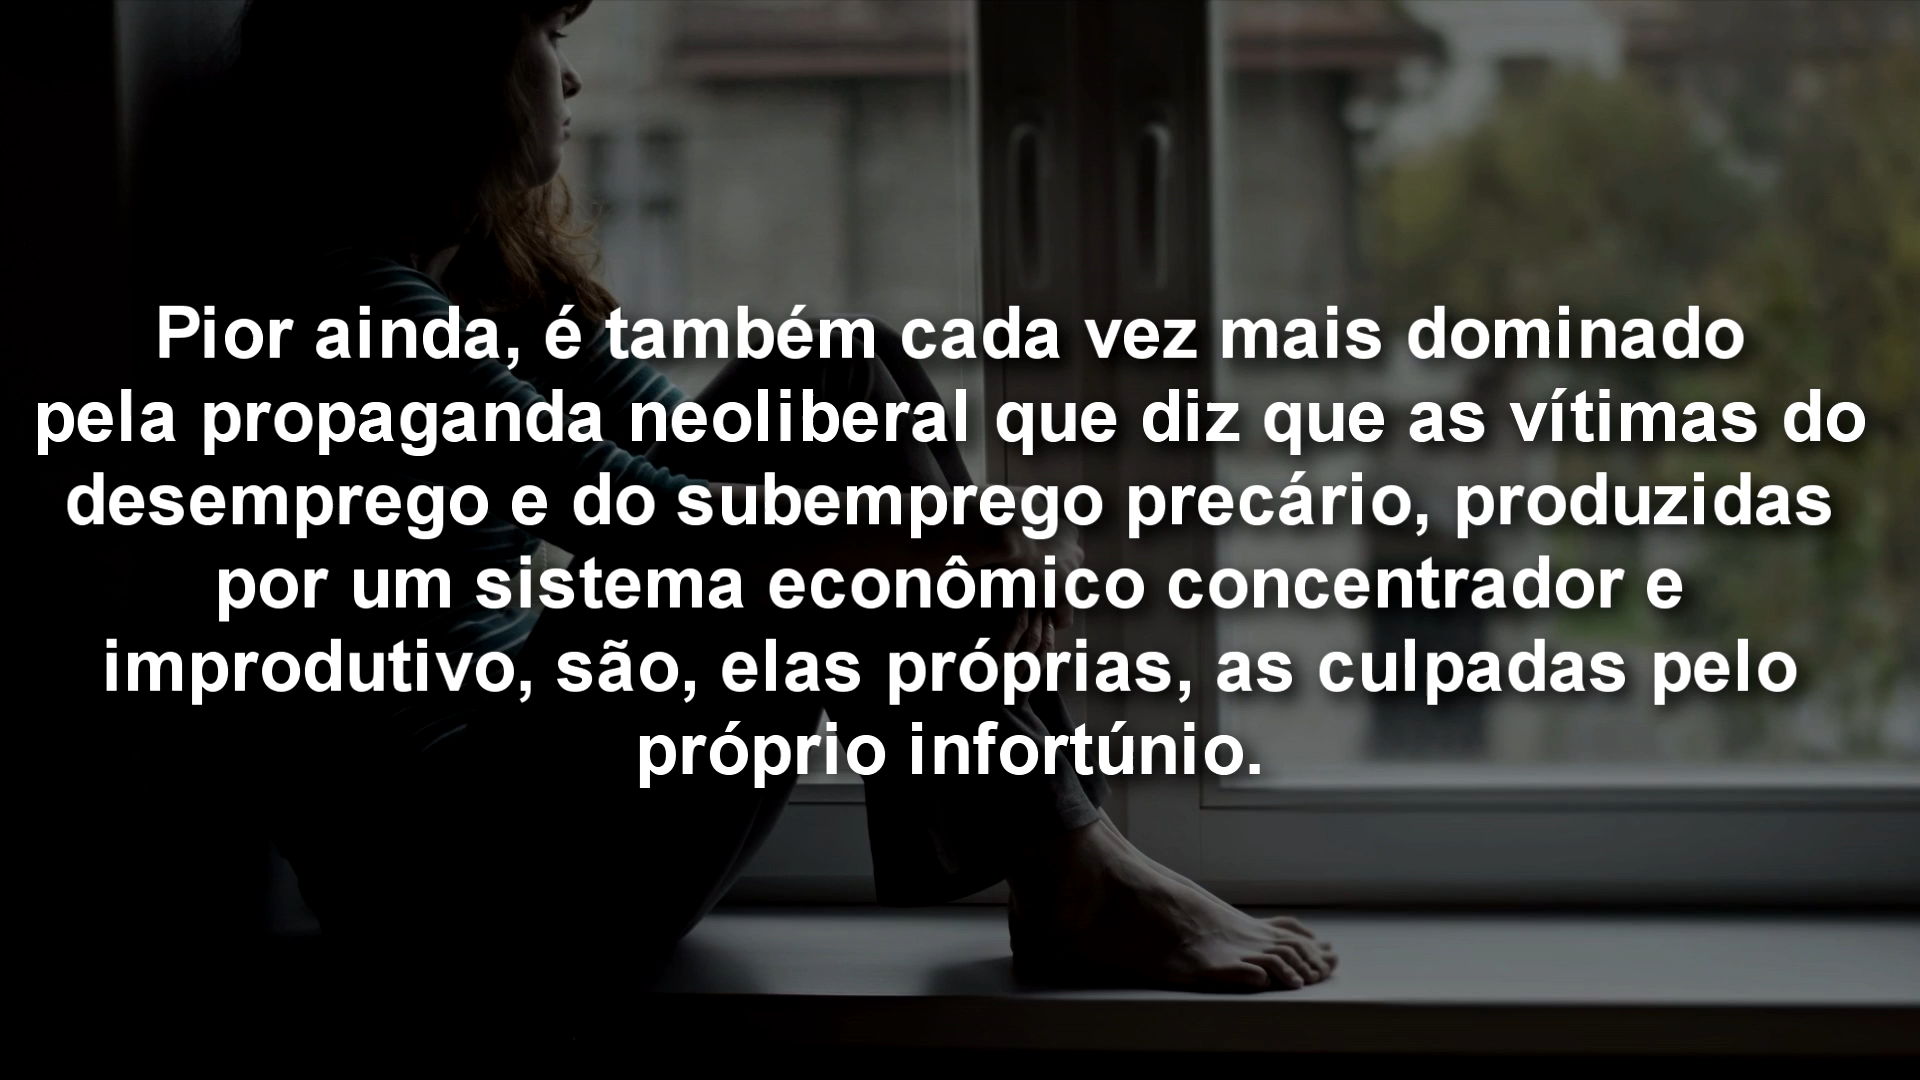 Pior ainda, é também cada vez mais dominado
pela propaganda neoliberal que diz que as vítimas do
desemprego e do subemprego precário, produzidas
por um sistema econômico concentrador e
improdutivo, são, elas próprias, as culpadas pelo
próprio infortúnio.